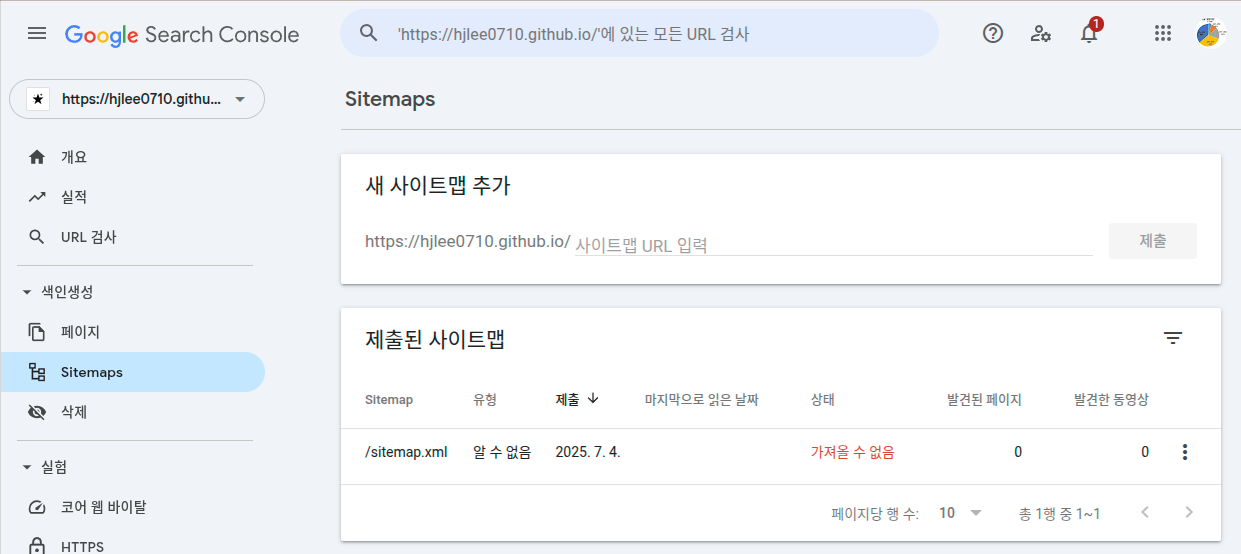 Google Search Console
'https://hjlee0710.github.io/'에 있는 모든 URL 검사
1
https://hjlee0710.githu...
Sitemaps
개요
실적
URL 검사
색인생성
페이지
Sitemaps
삭제
실험
코어 웹 바이탈
HTTPS
새 사이트맵 추가
https://hjlee0710.github.io/ 사이트맵 URL 입력
제출
제출된 사이트맵
Sitemap 유형 제출 마지막으로 읽은 날짜 상태 발견된 페이지 발견한 동영상
/sitemap.xml 알 수 없음 2025. 7. 4. 가져올 수 없음 0 0
페이지당 행 수: 10 총 1행 중 1~1